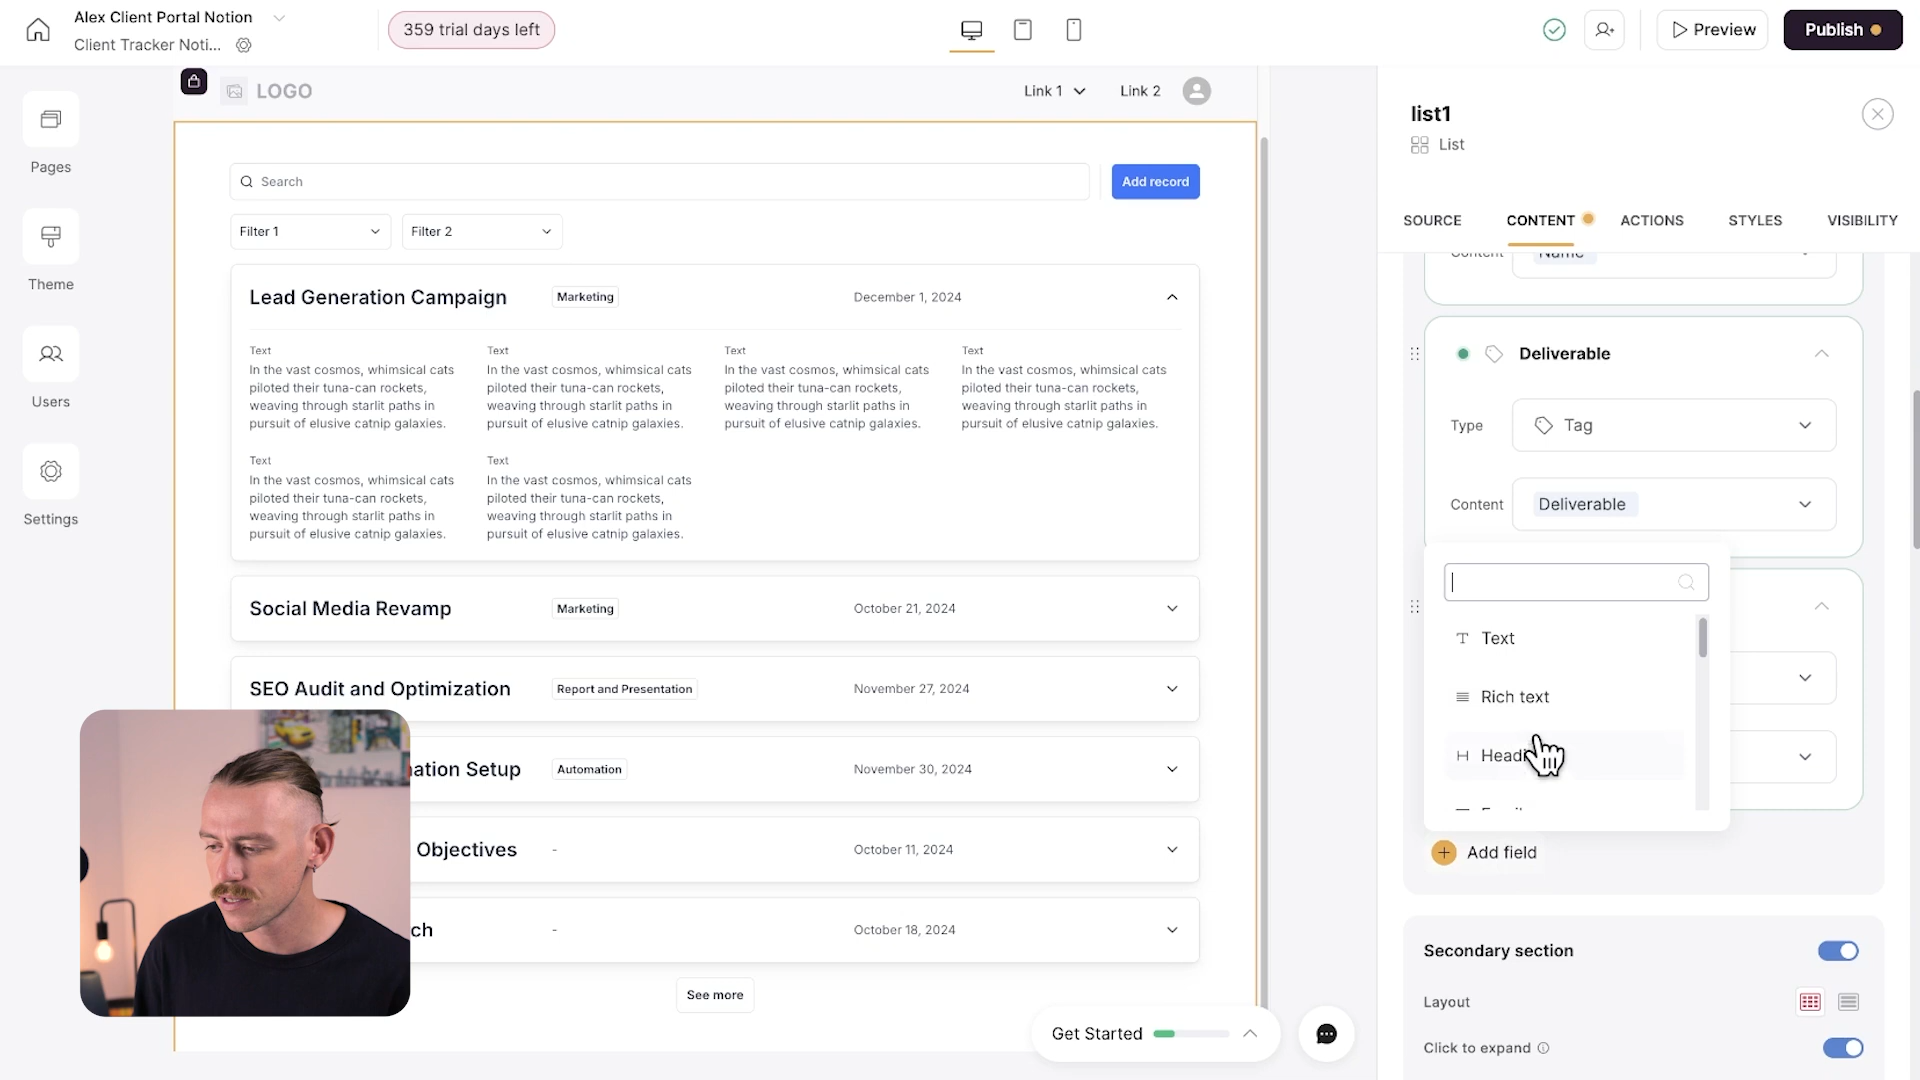 Alex Client Portal Notion
Client Tracker Noti...
359 trial days left
Preview
Publish
Pages
Theme
Users
Settings
LOGO
Link 1
Link 2
Search
Add record
Filter 1
Filter 2
Lead Generation Campaign
Marketing
December 1, 2024
Text
In the vast cosmos, whimsical cats
piloted their tuna-can rockets,
weaving through starlit paths in
pursuit of elusive catnip galaxies.
Text
In the vast cosmos, whimsical cats
piloted their tuna-can rockets,
weaving through starlit paths in
pursuit of elusive catnip galaxies.
Text
In the vast cosmos, whimsical cats
piloted their tuna-can rockets,
weaving through starlit paths in
pursuit of elusive catnip galaxies.
Text
In the vast cosmos, whimsical cats
piloted their tuna-can rockets,
weaving through starlit paths in
pursuit of elusive catnip galaxies.
Text
In the vast cosmos, whimsical cats
piloted their tuna-can rockets,
weaving through starlit paths in
pursuit of elusive catnip galaxies.
Text
In the vast cosmos, whimsical cats
piloted their tuna-can rockets,
weaving through starlit paths in
pursuit of elusive catnip galaxies.
Social Media Revamp
Marketing
October 21, 2024
SEO Audit and Optimization
Report and Presentation
November 27, 2024
ation Setup
Automation
November 30, 2024
Objectives
-
October 11, 2024
ch
-
October 18, 2024
See more
Get Started
list1
List
SOURCE
CONTENT
ACTIONS
STYLES
VISIBILITY
Content
Name
Deliverable
Type
Tag
Content
Deliverable
Text
Rich text
Headi
Add field
Secondary section
Layout
Click to expand